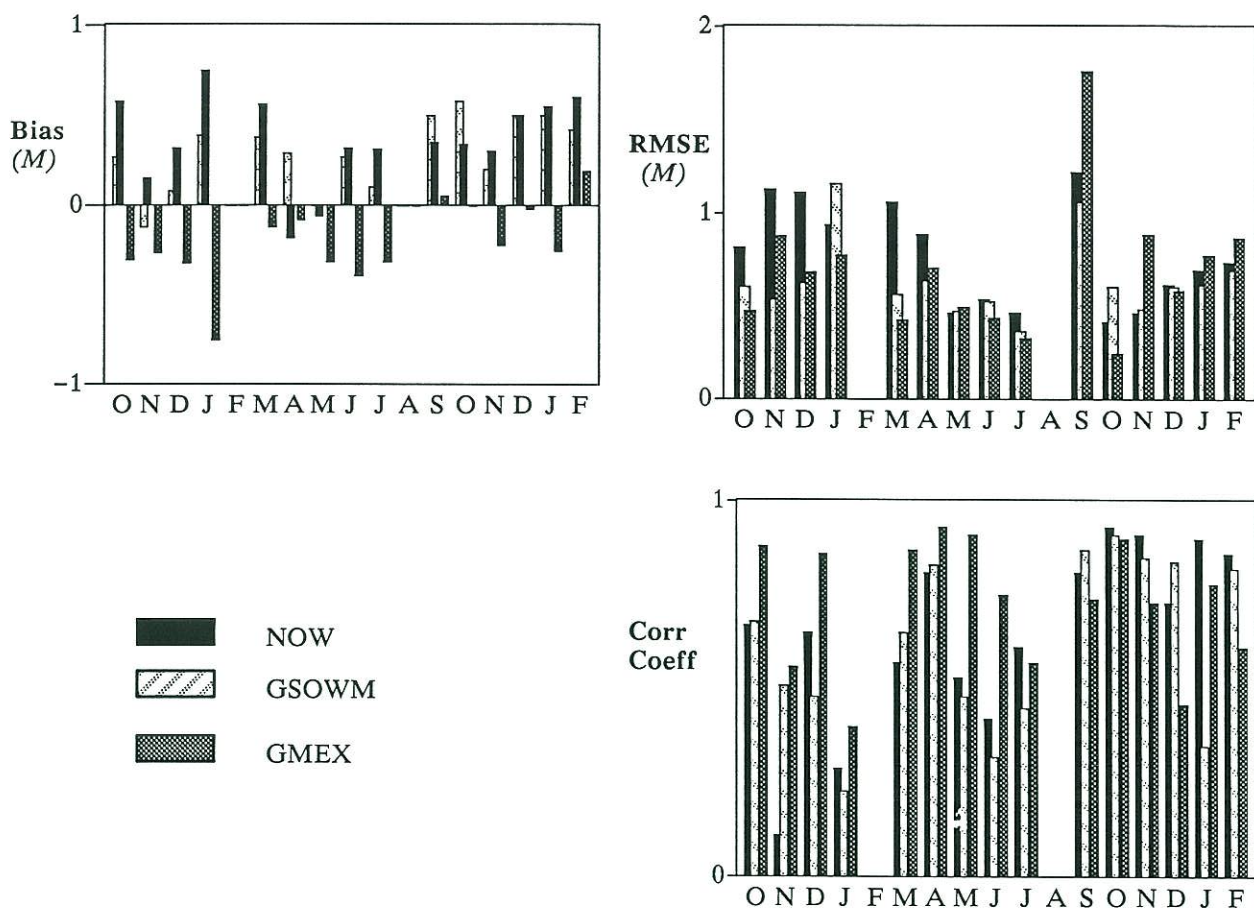 1
Bias
(M)
0
−1
O N D J F M A M J J A S O N D J F
2
RMSE
(M)
1
0
O N D J F M A M J J A S O N D J F
NOW
GSOWM
GMEX
1
Corr
Coeff
0
O N D J F M A M J J A S O N D J F